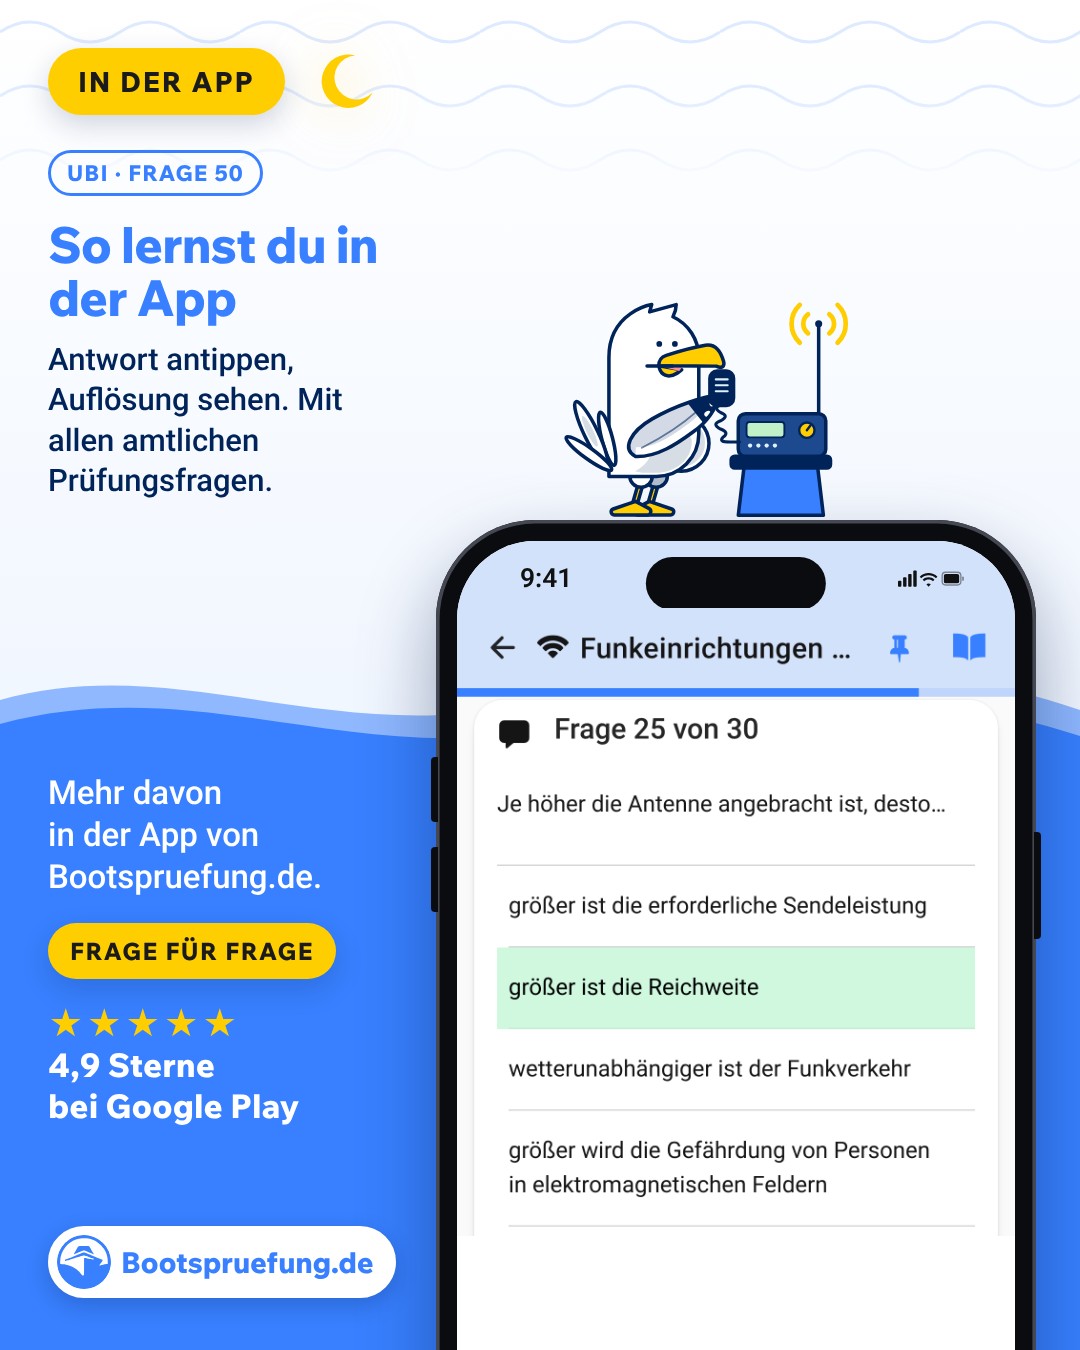 IN DER APP
UBI · FRAGE 50
So lernst du in
der App
Antwort antippen,
Auflösung sehen. Mit
allen amtlichen
Prüfungsfragen.
9:41
Funkeinrichtungen ...
Frage 25 von 30
Je höher die Antenne angebracht ist, desto...
größer ist die erforderliche Sendeleistung
größer ist die Reichweite
wetterunabhängiger ist der Funkverkehr
größer wird die Gefährdung von Personen
in elektromagnetischen Feldern
Mehr davon
in der App von
Bootspruefung.de.
FRAGE FÜR FRAGE
★★★★★
4,9 Sterne
bei Google Play
Bootspruefung.de